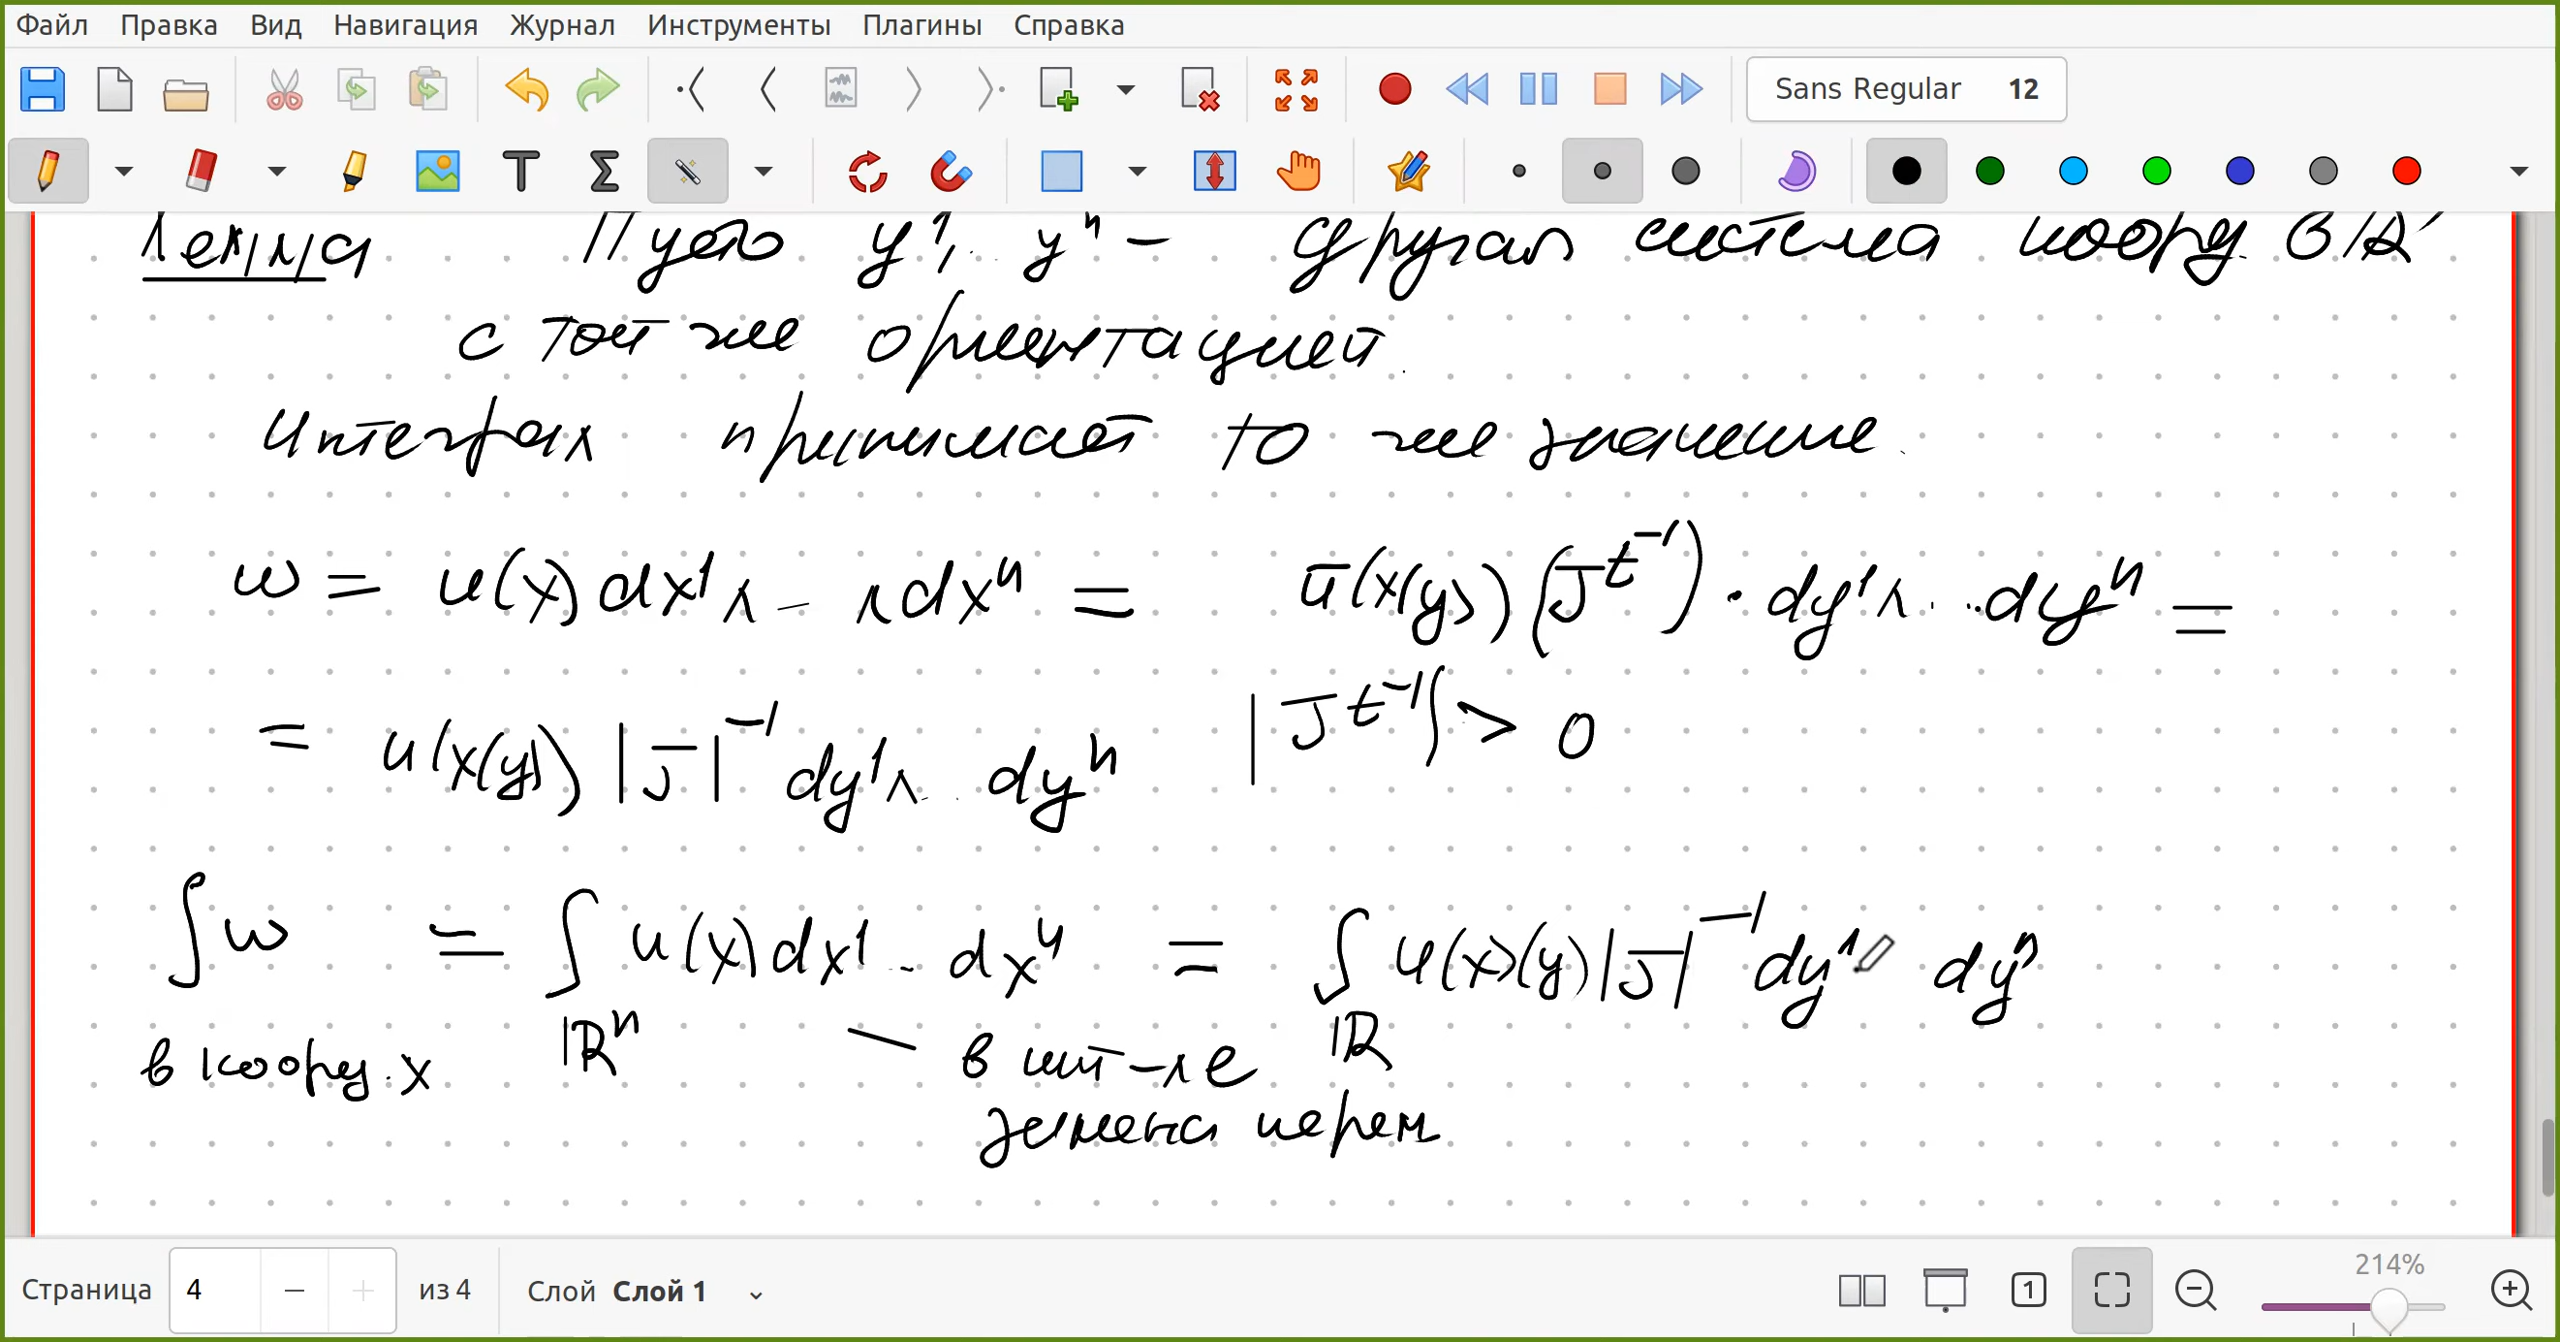 Файл Правка Вид Навигация Журнал Инструменты Плагины Справка
Sans Regular 12
Лемма Пусть y¹, .. yⁿ – другая система коорд. в ℝⁿ
с той же ориентацией.
Интеграл принимает то же значение.
w = u(x) dx¹ ∧ – ∧ dxⁿ = u(x(y)) (J^{t^{-1}}) · dy¹ ∧ .. dyⁿ =
= u(x(y)) |J|⁻¹ dy¹ ∧ .. dyⁿ |J^{t^{-1}}| > 0
∫ w = ∫ u(x) dx¹ .. dxⁿ = ∫ u(x)(y) |J|⁻¹ dy¹ dyⁿ
в коорд. x ℝⁿ — в инт-ле ℝ
замена перем
Страница 4 из 4 Слой Слой 1 214%